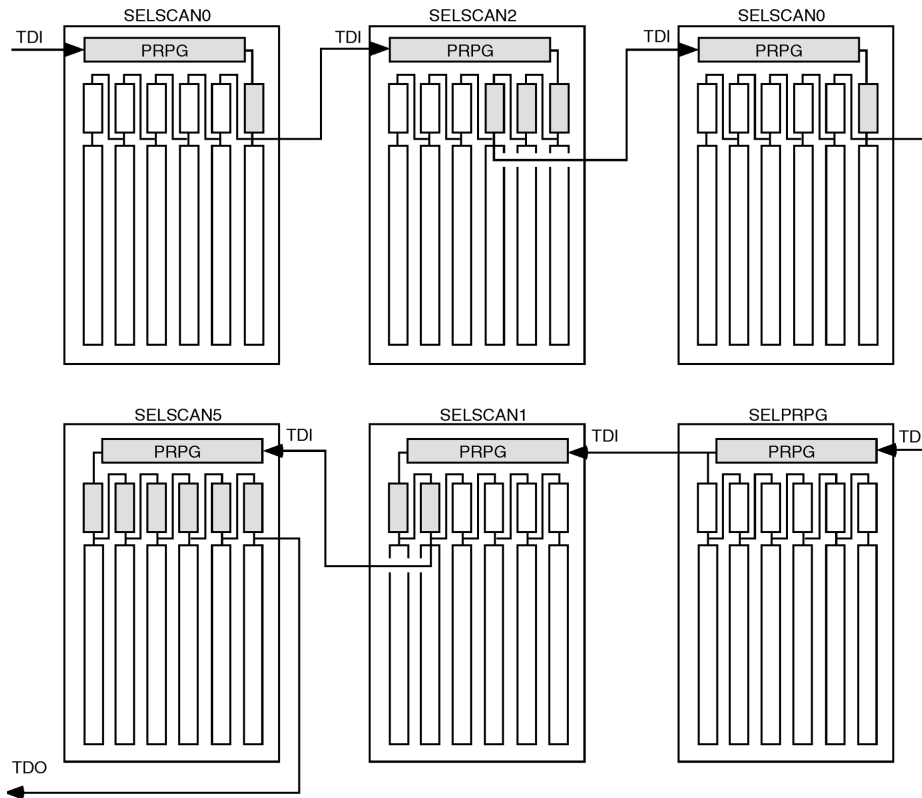 SELSCAN0
SELSCAN2
SELSCAN0
TDI
PRPG
TDI
PRPG
TDI
PRPG
SELSCAN5
SELSCAN1
SELPRPG
PRPG
TDI
PRPG
TDI
PRPG
TD
TDO